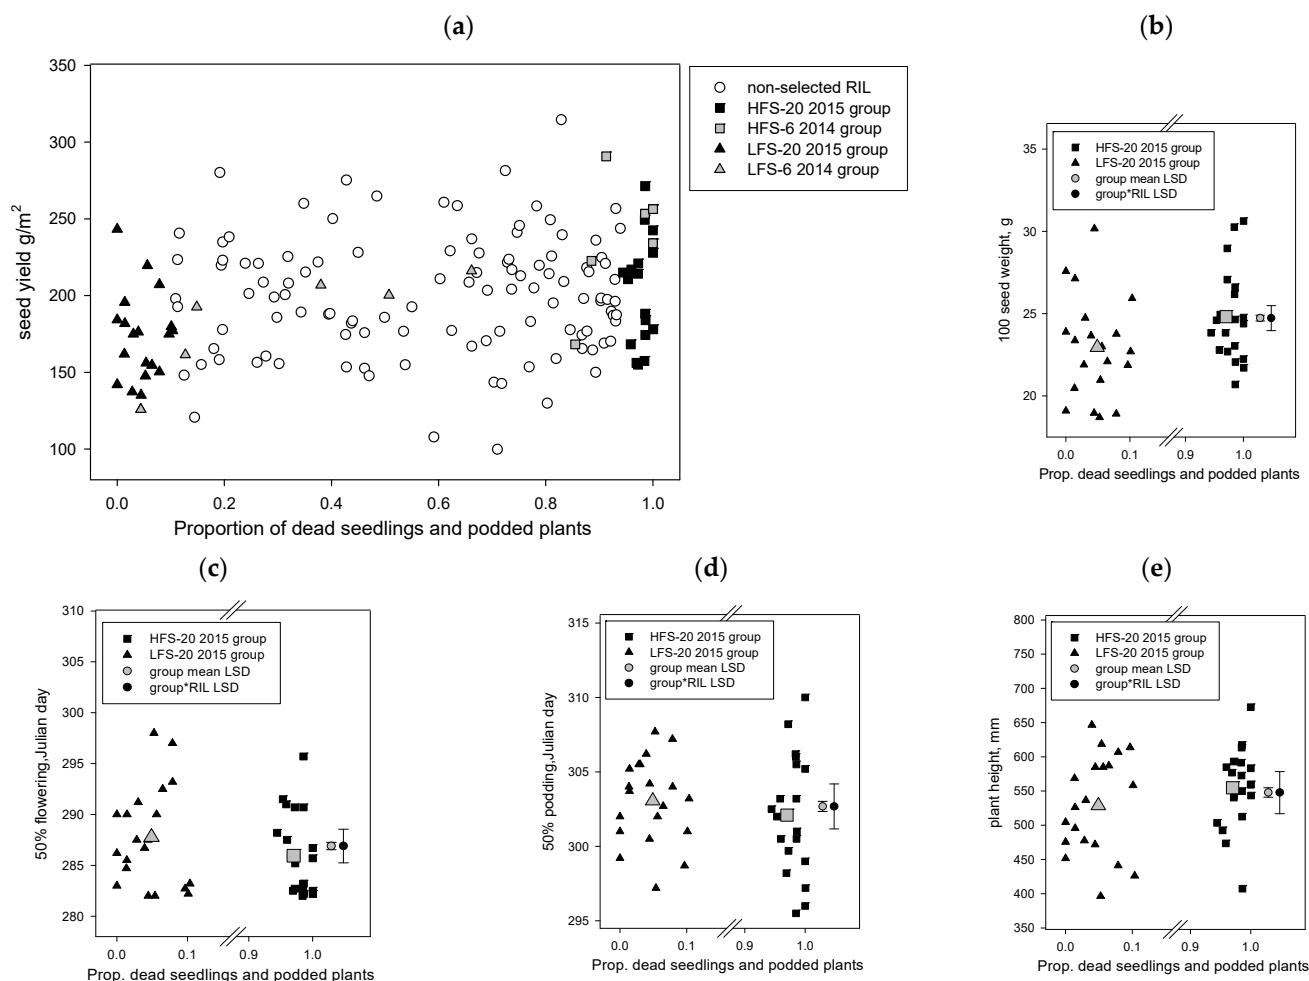 (a)
350
300
250
200
150
100
seed yield g/m2
0.0 0.2 0.4 0.6 0.8 1.0
Proportion of dead seedlings and podded plants
non-selected RIL
HFS-20 2015 group
HFS-6 2014 group
LFS-20 2015 group
LFS-6 2014 group
(b)
35
30
25
20
100 seed weight, g
HFS-20 2015 group
LFS-20 2015 group
group mean LSD
group*RIL LSD
0.0 0.1 0.9 1.0
Prop. dead seedlings and podded plants
(c)
310
305
300
295
290
285
280
50% flowering,Julian day
HFS-20 2015 group
LFS-20 2015 group
group mean LSD
group*RIL LSD
0.0 0.1 0.9 1.0
Prop. dead seedlings and podded plants
(d)
315
310
305
300
295
50% podding,Julian day
HFS-20 2015 group
LFS-20 2015 group
group mean LSD
group*RIL LSD
0.0 0.1 0.9 1.0
Prop. dead seedlings and podded plants
(e)
800
750
700
650
600
550
500
450
400
350
plant height, mm
HFS-20 2015 group
LFS-20 2015 group
group mean LSD
group*RIL LSD
0.0 0.1 0.9 1.0
Prop. dead seedlings and podded plants